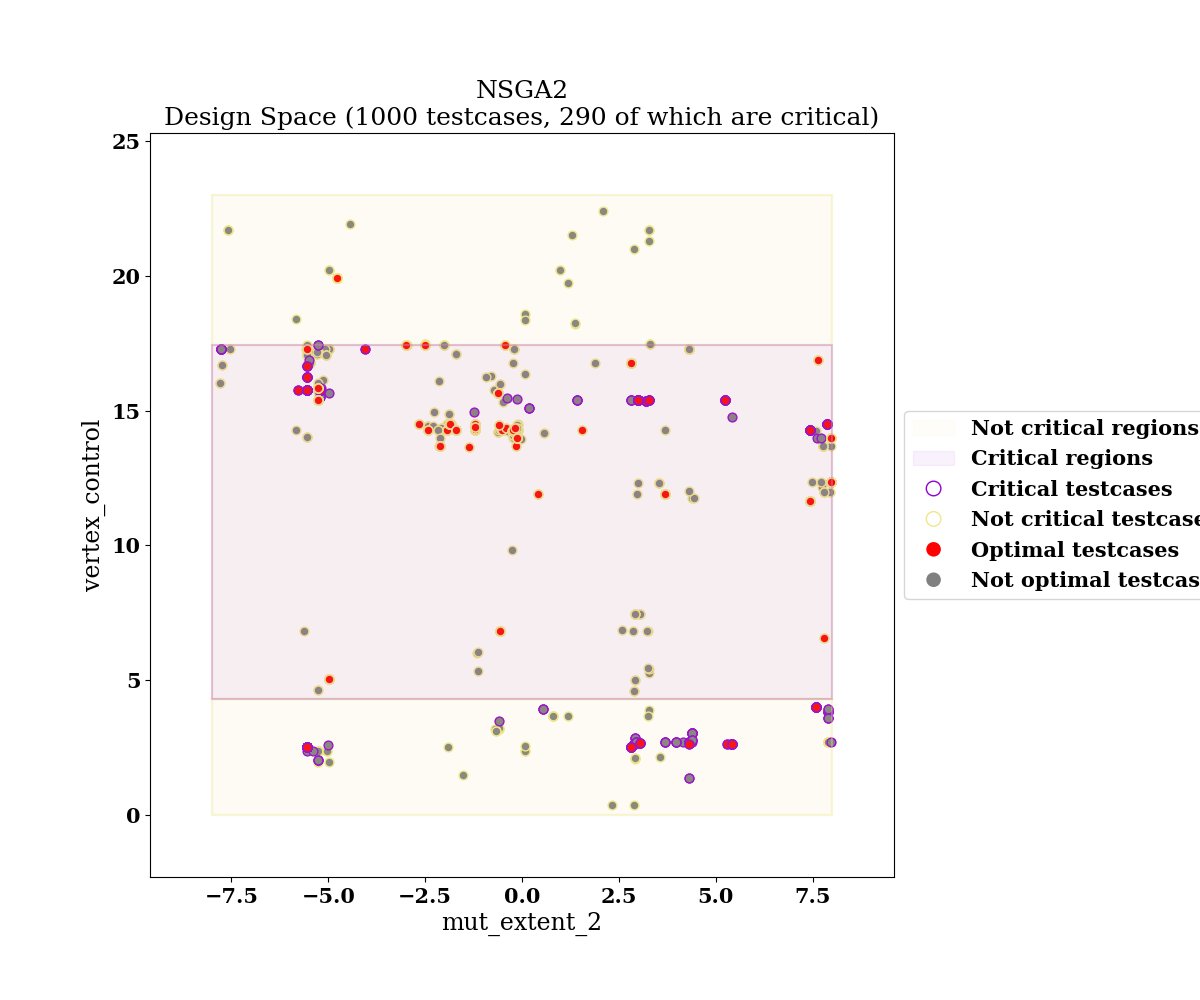 NSGA2
Design Space (1000 testcases, 290 of which are critical)
25
20
15
10
5
0
vertex_control
−7.5
−5.0
−2.5
0.0
2.5
5.0
7.5
mut_extent_2
Not critical regions
Critical regions
Critical testcases
Not critical testcase
Optimal testcases
Not optimal testcas